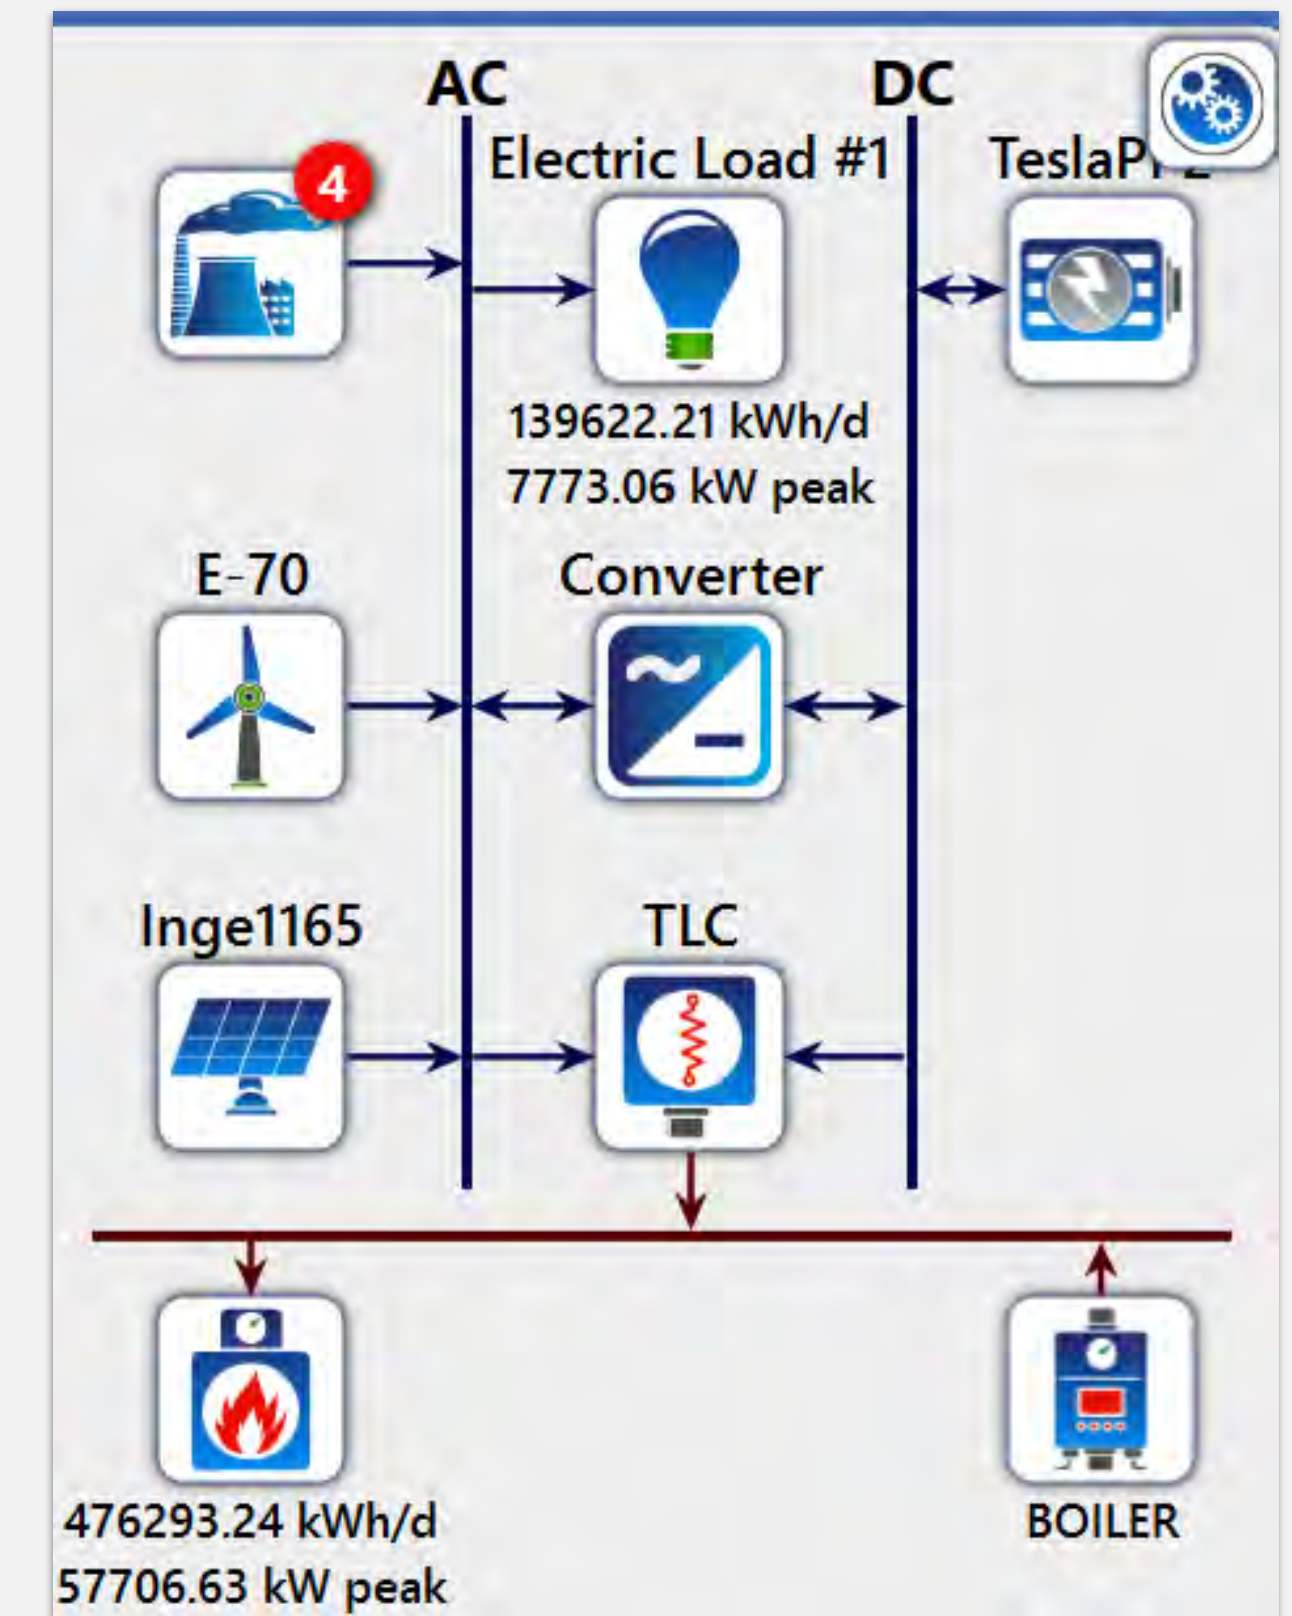 AC
DC
4
Electric Load #1
139622.21 kWh/d
7773.06 kW peak
E-70
Converter
Inge1165
TLC
476293.24 kWh/d
57706.63 kW peak
BOILER